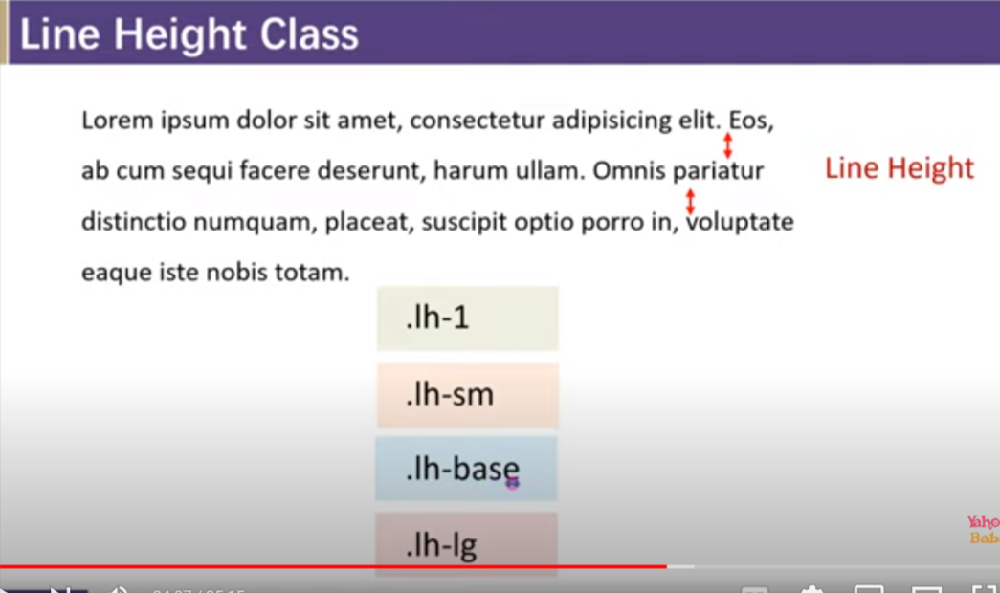 Line Height Class
Lorem ipsum dolor sit amet, consectetur adipisicing elit. Eos,
ab cum sequi facere deserunt, harum ullam. Omnis pariatur
distinctio numquam, placeat, suscipit optio porro in, voluptate
eaque iste nobis totam.
Line Height
.lh-1
.lh-sm
.lh-base
.lh-lg